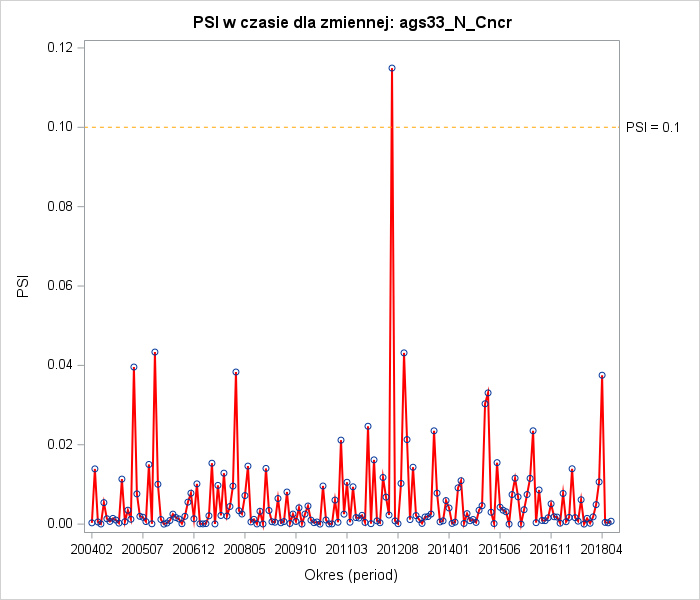 PSI w czasie dla zmiennej: ags33_N_Cncr
0.12
0.10
PSI = 0.1
0.08
0.06
0.04
0.02
0.00
PSI
200402 200507 200612 200805 200910 201103 201208 201401 201506 201611 201804
Okres (period)